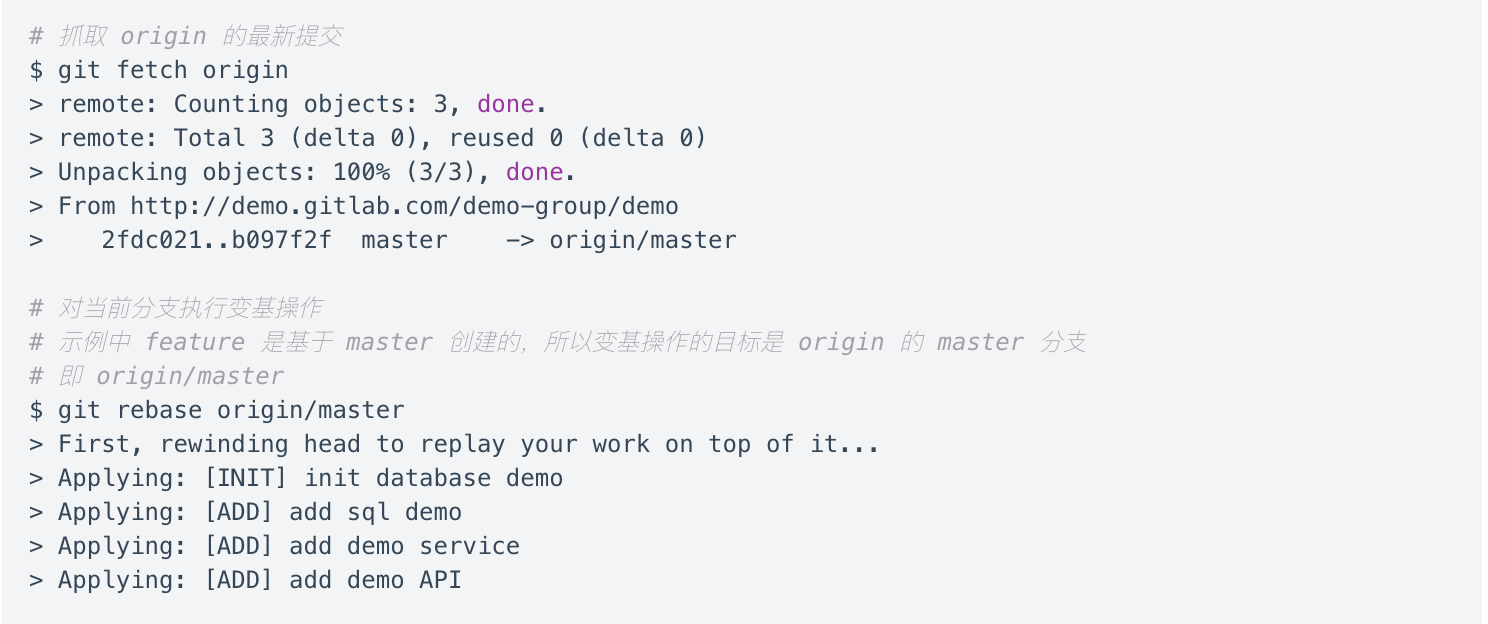 # 抓取 origin 的最新提交
$ git fetch origin
> remote: Counting objects: 3, done.
> remote: Total 3 (delta 0), reused 0 (delta 0)
> Unpacking objects: 100% (3/3), done.
> From http://demo.gitlab.com/demo-group/demo
>    2fdc021..b097f2f  master    -> origin/master
# 对当前分支执行变基操作
# 示例中 feature 是基于 master 创建的，所以变基操作的目标是 origin 的 master 分支
# 即 origin/master
$ git rebase origin/master
> First, rewinding head to replay your work on top of it...
> Applying: [INIT] init database demo
> Applying: [ADD] add sql demo
> Applying: [ADD] add demo service
> Applying: [ADD] add demo API